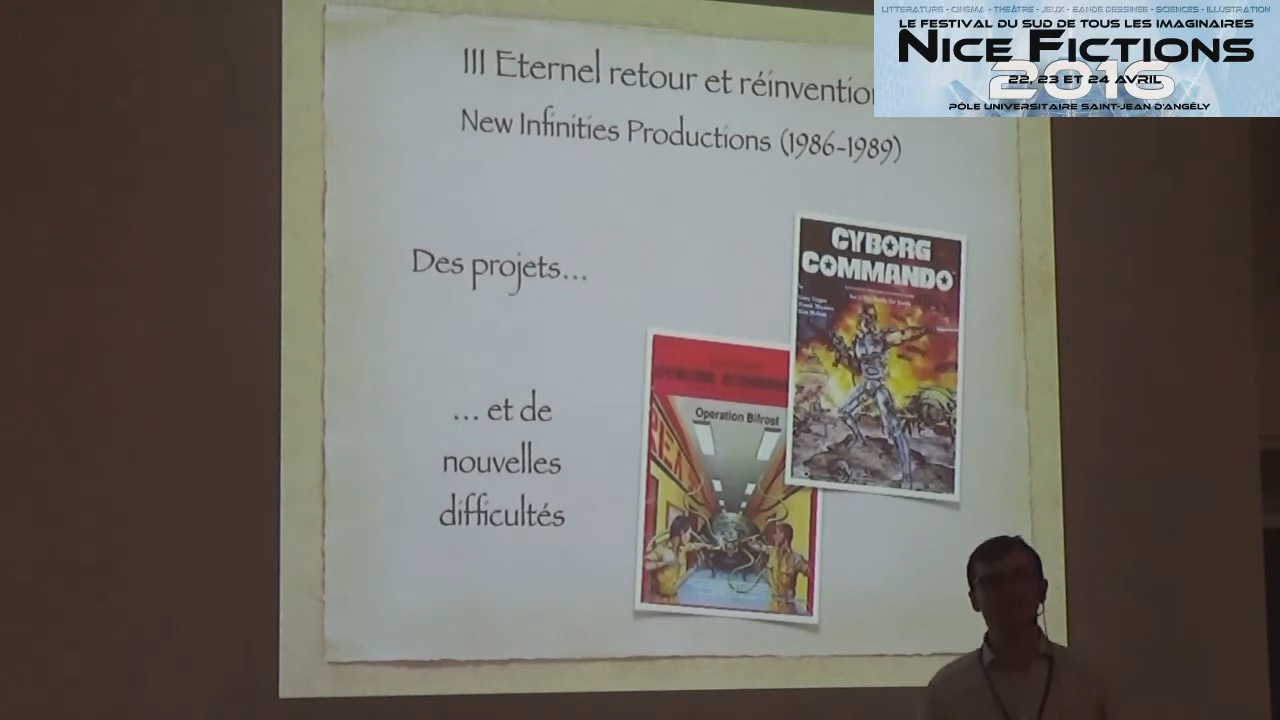 LITTÉRATURE - CINÉMA - THÉÂTRE - JEUX - BANDE DESSINÉE - SCIENCES - ILLUSTRATION
LE FESTIVAL DU SUD DE TOUS LES IMAGINAIRES
NICE FICTIONS
2016
22, 23 ET 24 AVRIL
PÔLE UNIVERSITAIRE SAINT-JEAN D'ANGÉLY
III Eternel retour et réinventio
New Infinities Productions (1986-1989)
Des projets...
... et de
nouvelles
difficultés
CYBORG
COMMANDO
Operation Bifrost